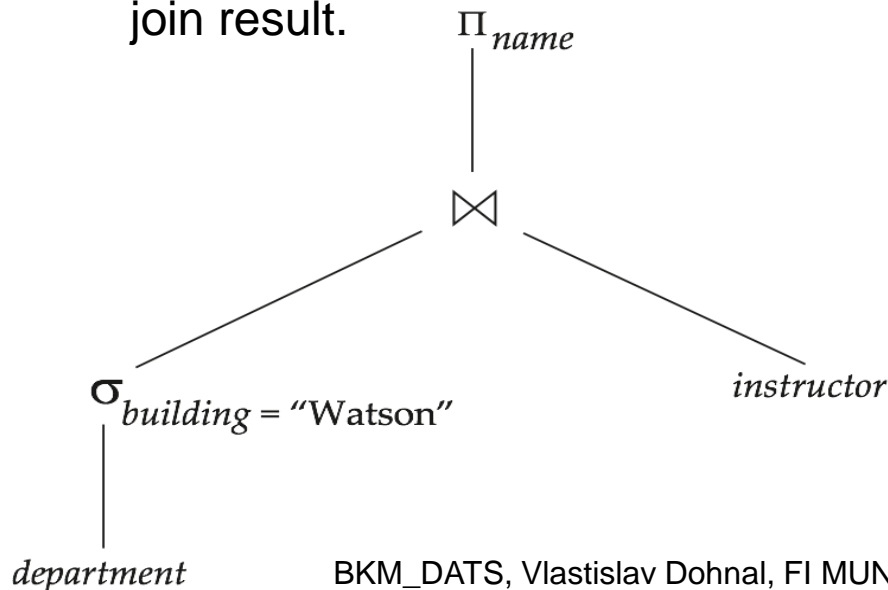 join result.
Π name
⋈
σ building = “Watson”
instructor
department
BKM_DATS, Vlastislav Dohnal, FI MUN